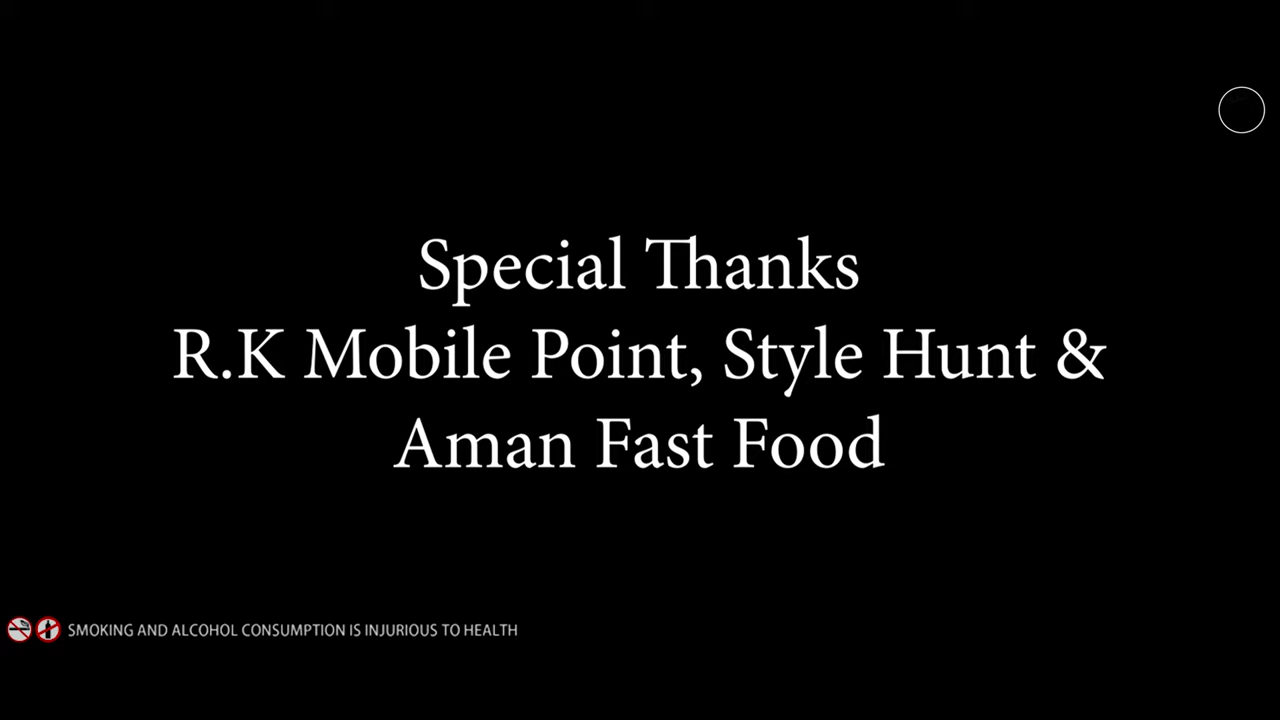 Special Thanks
R.K Mobile Point, Style Hunt &
Aman Fast Food
SMOKING AND ALCOHOL CONSUMPTION IS INJURIOUS TO HEALTH